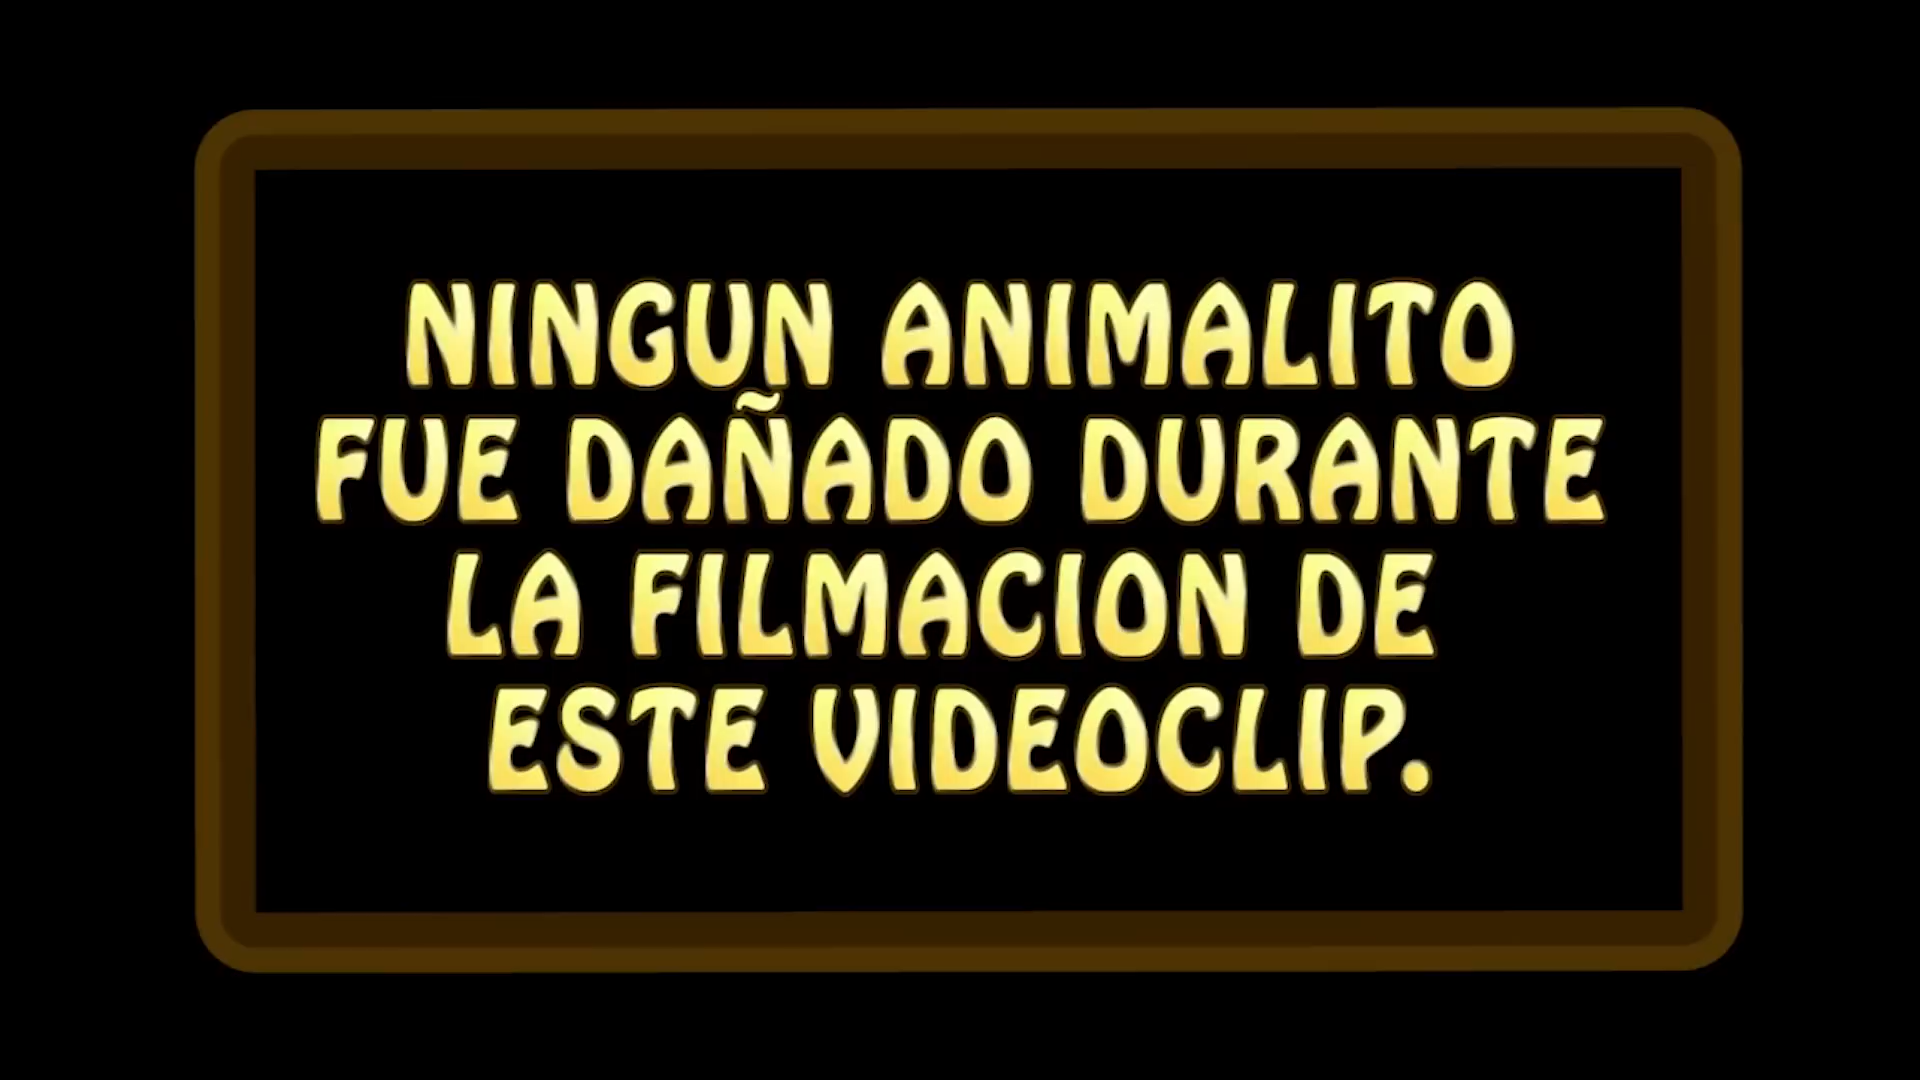 NINGUN ANIMALITO
FUE DAÑADO DURANTE
LA FILMACION DE
ESTE VIDEOCLIP.